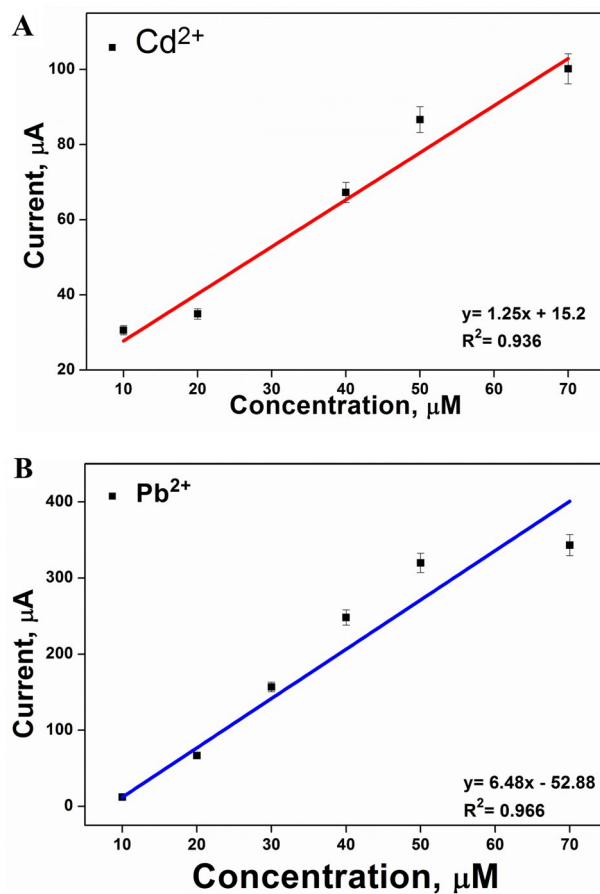 A
Cd²⁺
Current, μA
100
80
60
40
20
y= 1.25x + 15.2
R²= 0.936
10 20 30 40 50 60 70
Concentration, μM
B
Pb²⁺
Current, μA
400
300
200
100
0
y= 6.48x - 52.88
R²= 0.966
10 20 30 40 50 60 70
Concentration, μM